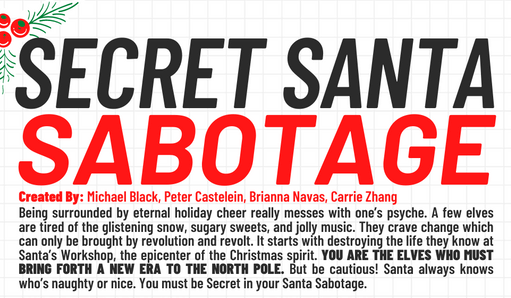 SECRET SANTA
SABOTAGE
Created By: Michael Black, Peter Castelein, Brianna Navas, Carrie Zhang
Being surrounded by eternal holiday cheer really messes with one's psyche. A few elves
are tired of the glistening snow, sugary sweets, and jolly music. They crave change which
can only be brought by revolution and revolt. It starts with destroying the life they know at
Santa's Workshop, the epicenter of the Christmas spirit. YOU ARE THE ELVES WHO MUST
BRING FORTH A NEW ERA TO THE NORTH POLE. But be cautious! Santa always knows
who's naughty or nice. You must be Secret in your Santa Sabotage.